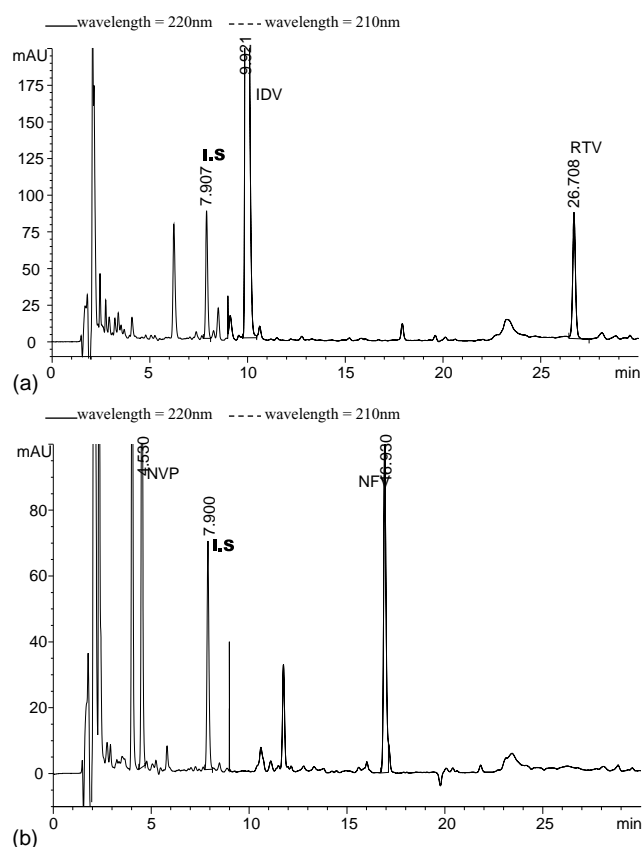 wavelength = 220nm wavelength = 210nm
mAU
9.921
IDV
I.S
7.907
RTV
26.708
175
150
125
100
75
50
25
0
0 5 10 15 20 25 min
(a)
wavelength = 220nm wavelength = 210nm
mAU
4.530
NVP
7.900
I.S
NFV
16.930
80
60
40
20
0
0 5 10 15 20 25 min
(b)